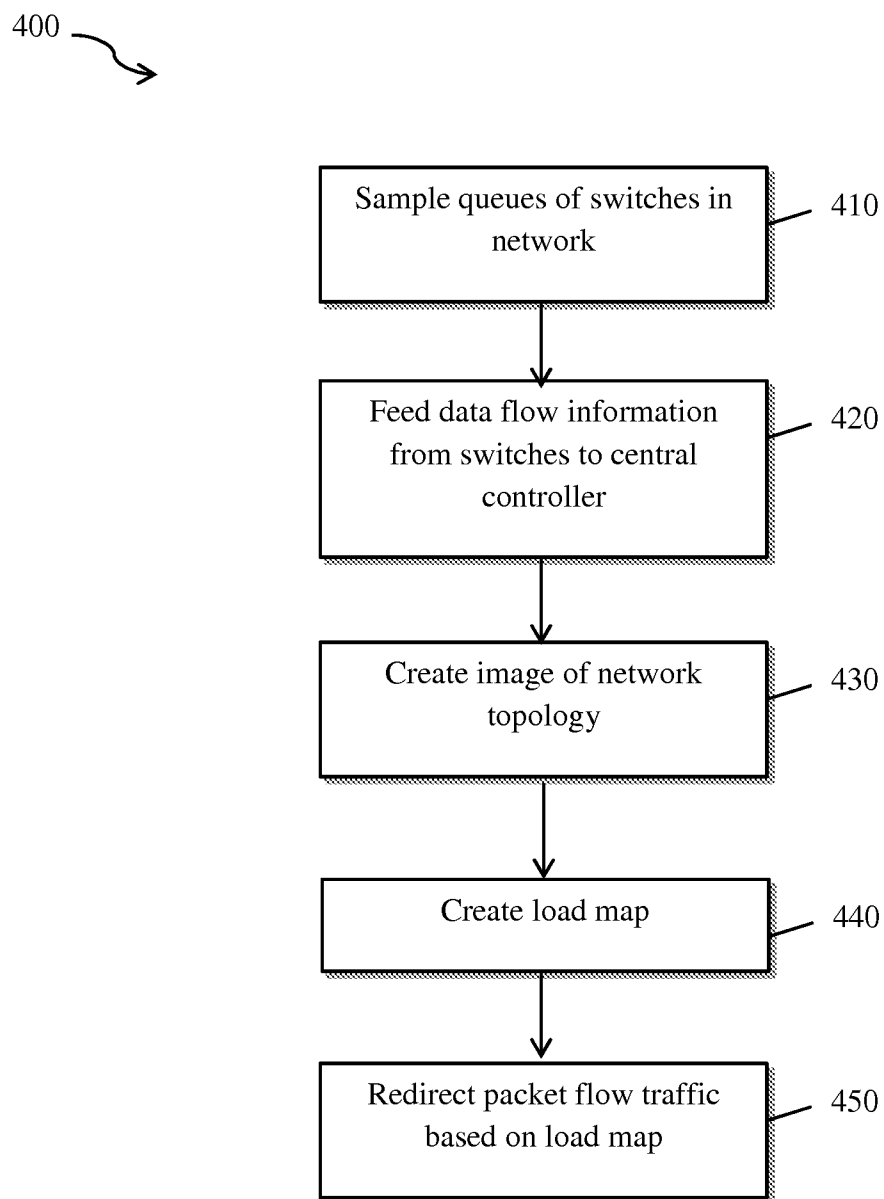 400
Sample queues of switches in
network
410
Feed data flow information
from switches to central
controller
420
Create image of network
topology
430
Create load map
440
Redirect packet flow traffic
based on load map
450